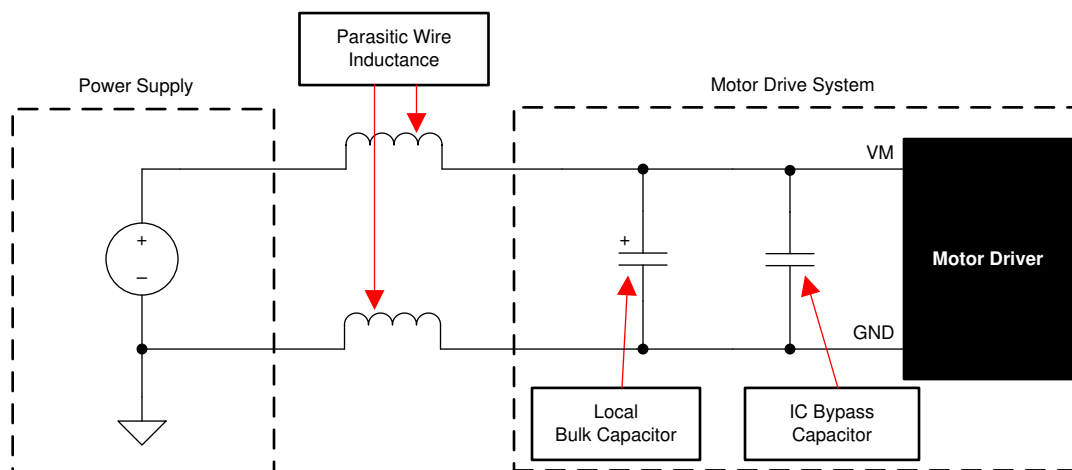 Parasitic Wire
Inductance
Power Supply
Motor Drive System
VM
+
+
–
Motor Driver
GND
Local
Bulk Capacitor
IC Bypass
Capacitor